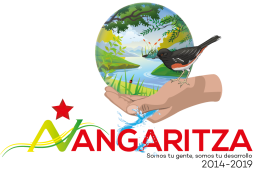 NANGARITZA
Somos tu gente, somos tu desarrollo
2014-2019